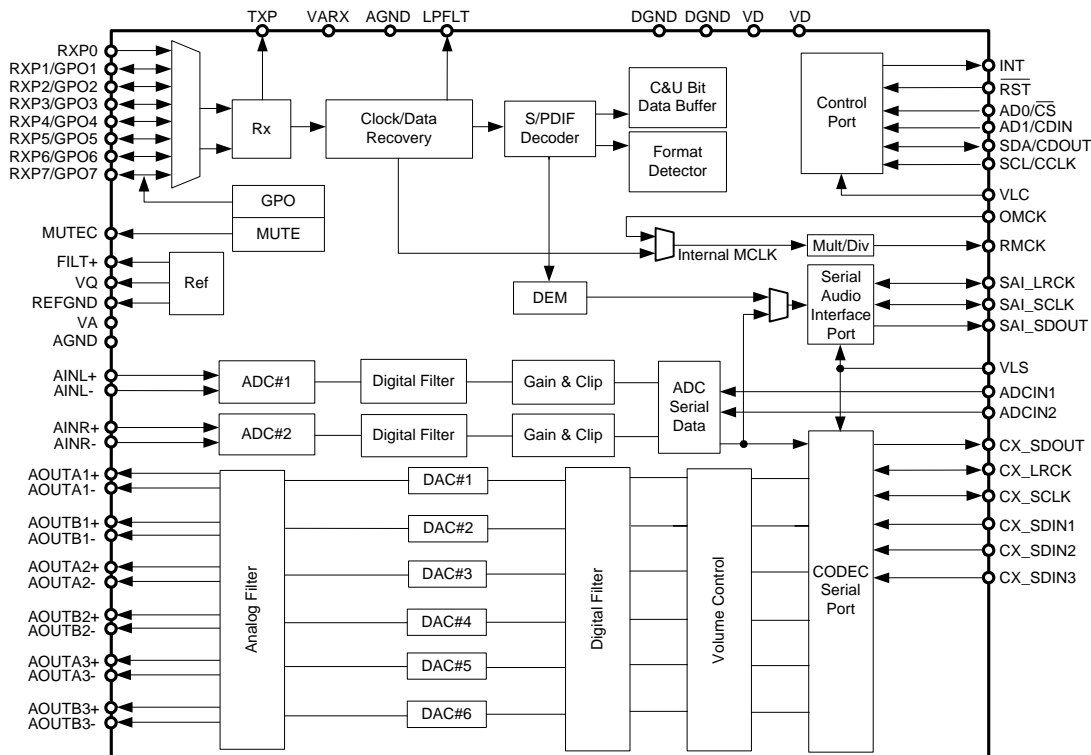 TXP
VARX
AGND
LPFLT
DGND
DGND
VD
VD
RXP0
RXP1/GPO1
RXP2/GPO2
RXP3/GPO3
RXP4/GPO4
RXP5/GPO5
RXP6/GPO6
RXP7/GPO7
MUTEC
FILT+
VQ
REFGND
VA
AGND
AINL+
AINL-
AINR+
AINR-
AOUTA1+
AOUTA1-
AOUTB1+
AOUTB1-
AOUTA2+
AOUTA2-
AOUTB2+
AOUTB2-
AOUTA3+
AOUTA3-
AOUTB3+
AOUTB3-
Rx
Clock/Data
Recovery
S/PDIF
Decoder
C&U Bit
Data Buffer
Format
Detector
Control
Port
GPO
MUTE
Ref
Internal MCLK
Mult/Div
DEM
Serial
Audio
Interface
Port
ADC#1
Digital Filter
Gain & Clip
ADC#2
Digital Filter
Gain & Clip
ADC
Serial
Data
Analog Filter
DAC#1
DAC#2
DAC#3
DAC#4
DAC#5
DAC#6
Digital Filter
Volume Control
CODEC
Serial
Port
INT
RST
AD0/CS
AD1/CDIN
SDA/CDOUT
SCL/CCLK
VLC
OMCK
RMCK
SAI_LRCK
SAI_SCLK
SAI_SDOUT
VLS
ADCIN1
ADCIN2
CX_SDOUT
CX_LRCK
CX_SCLK
CX_SDIN1
CX_SDIN2
CX_SDIN3